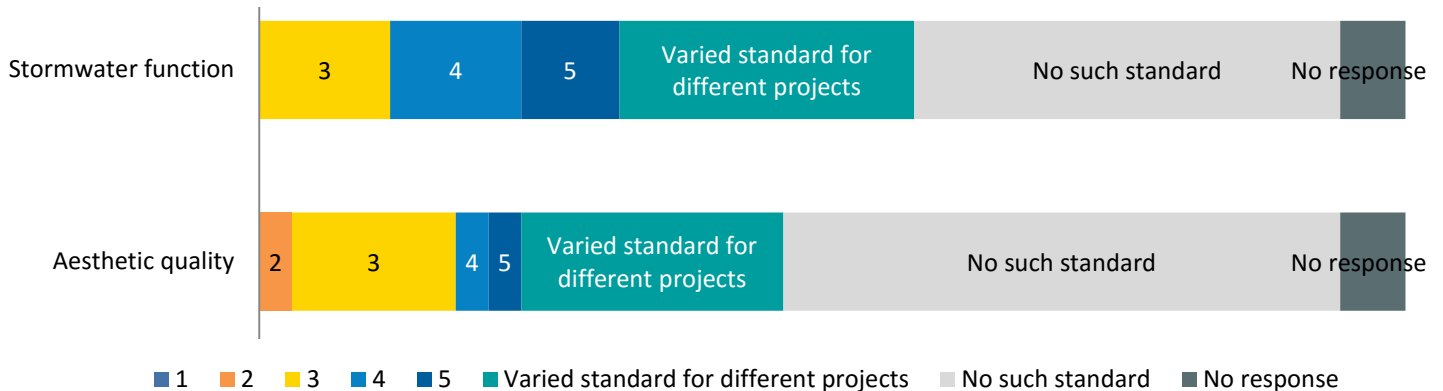 Stormwater function
3
4
5
Varied standard for
different projects
No such standard
No response
Aesthetic quality
2
3
4
5
Varied standard for
different projects
No such standard
No response
1 2 3 4 5 Varied standard for different projects No such standard No response